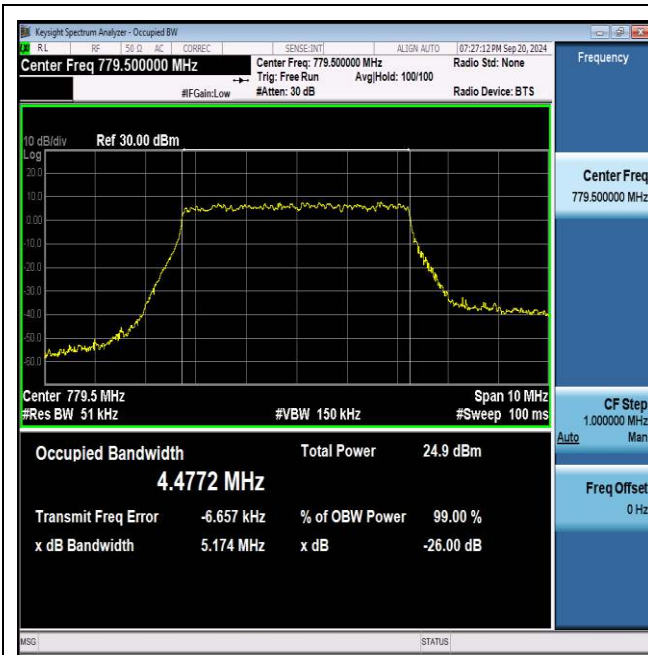 Keysight Spectrum Analyzer - Occupied BW
RL RF 50 Ω AC CORREC SENSE:INT ALIGN AUTO 07:27:12 PM Sep 20, 2024
Center Freq 779.500000 MHz
Center Freq: 779.500000 MHz Radio Std: None
Trig: Free Run Avg|Hold: 100/100
#IFGain:Low #Atten: 30 dB Radio Device: BTS
10 dB/div Ref 30.00 dBm
Log
20.0
10.0
0.00
-10.0
-20.0
-30.0
-40.0
-50.0
-60.0
Center 779.5 MHz Span 10 MHz
#Res BW 51 kHz #VBW 150 kHz #Sweep 100 ms
Occupied Bandwidth Total Power 24.9 dBm
4.4772 MHz
Transmit Freq Error -6.657 kHz % of OBW Power 99.00 %
x dB Bandwidth 5.174 MHz x dB -26.00 dB
MSG STATUS
Frequency
Center Freq
779.500000 MHz
CF Step
1.000000 MHz
Auto Man
Freq Offset
0 Hz